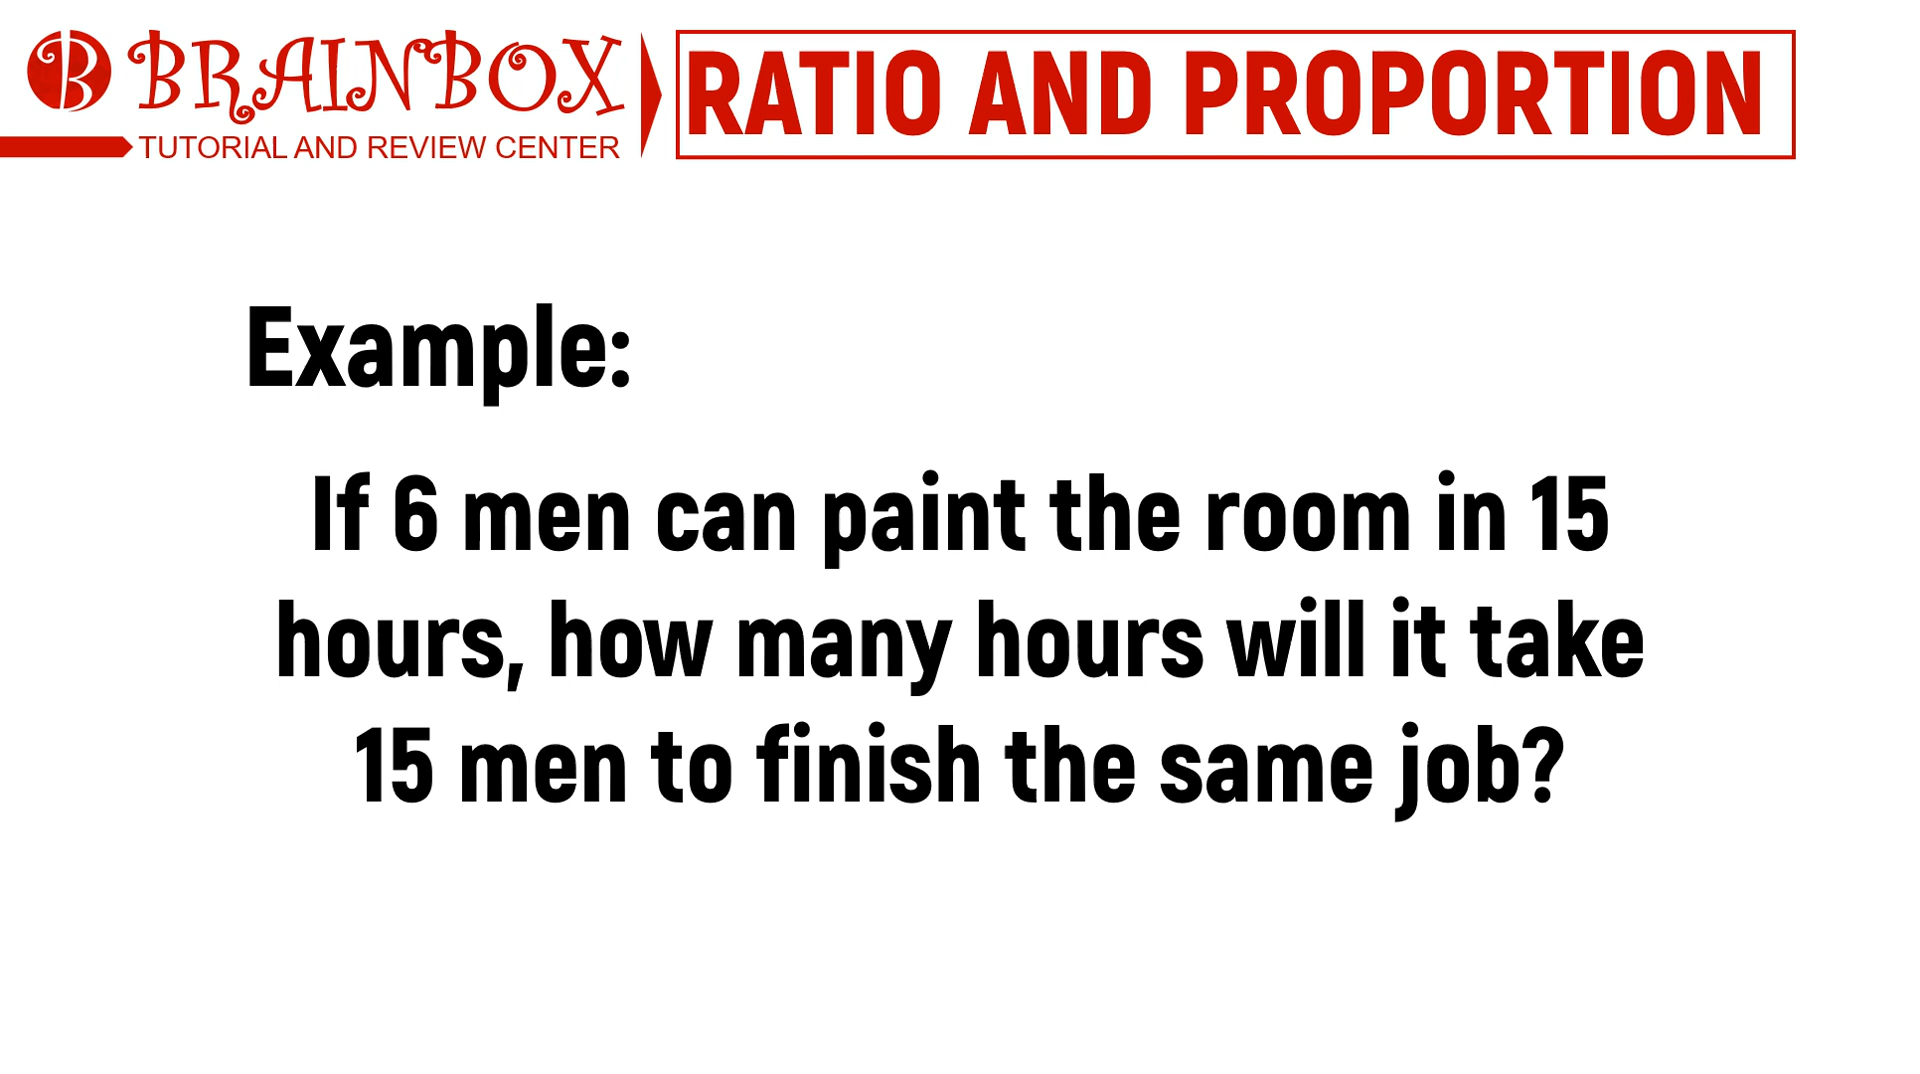 B BRAINBOX
TUTORIAL AND REVIEW CENTER
RATIO AND PROPORTION
Example:
If 6 men can paint the room in 15
hours, how many hours will it take
15 men to finish the same job?